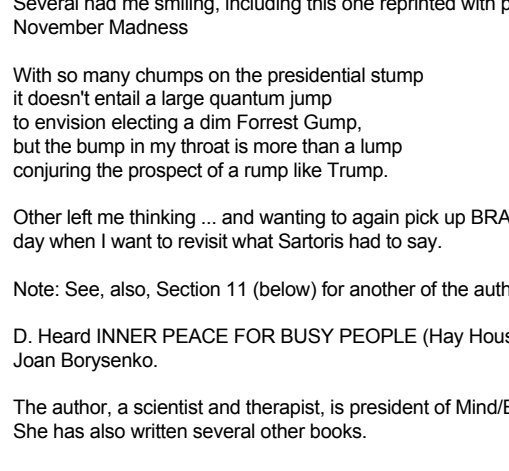 Several had me smiling, including this one reprinted with p
November Madness
With so many chumps on the presidential stump
it doesn't entail a large quantum jump
to envision electing a dim Forrest Gump,
but the bump in my throat is more than a lump
conjuring the prospect of a rump like Trump.
Other left me thinking ... and wanting to again pick up BRA
day when I want to revisit what Sartoris had to say.
Note: See, also, Section 11 (below) for another of the auth
D. Heard INNER PEACE FOR BUSY PEOPLE (Hay Hous
Joan Borysenko.
The author, a scientist and therapist, is president of Mind/B
She has also written several other books.